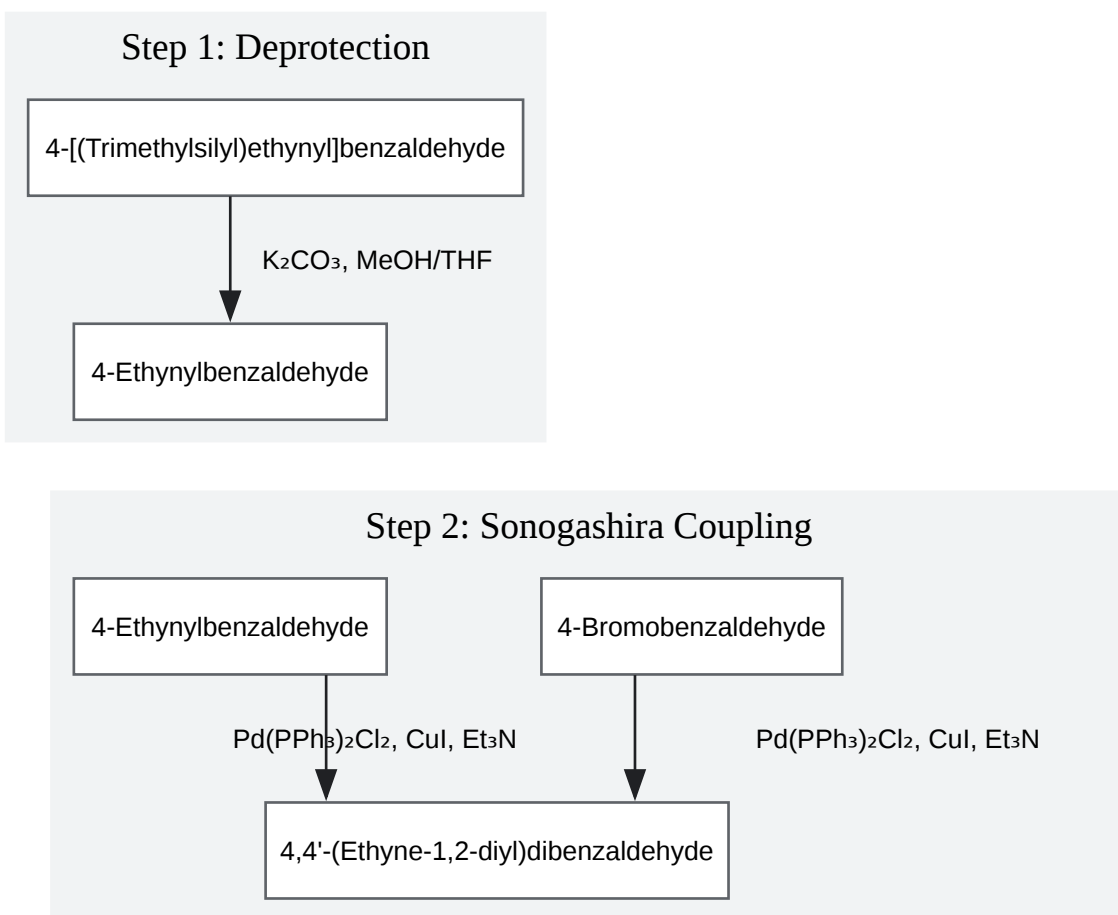 Step 1: Deprotection
4-[(Trimethylsilyl)ethynyl]benzaldehyde
K₂CO₃, MeOH/THF
4-Ethynylbenzaldehyde
Step 2: Sonogashira Coupling
4-Ethynylbenzaldehyde
4-Bromobenzaldehyde
Pd(PPh₃)₂Cl₂, CuI, Et₃N
Pd(PPh₃)₂Cl₂, CuI, Et₃N
4,4'-(Ethyne-1,2-diyl)dibenzaldehyde